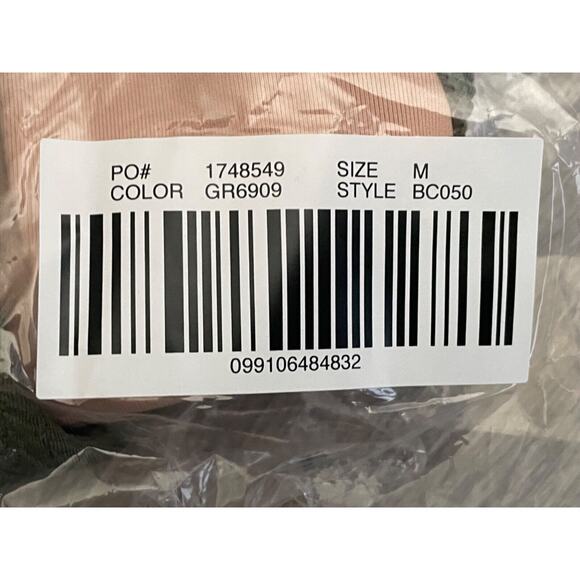 PO# 1748549 SIZE M
COLOR GR6909 STYLE BC050
099106484832